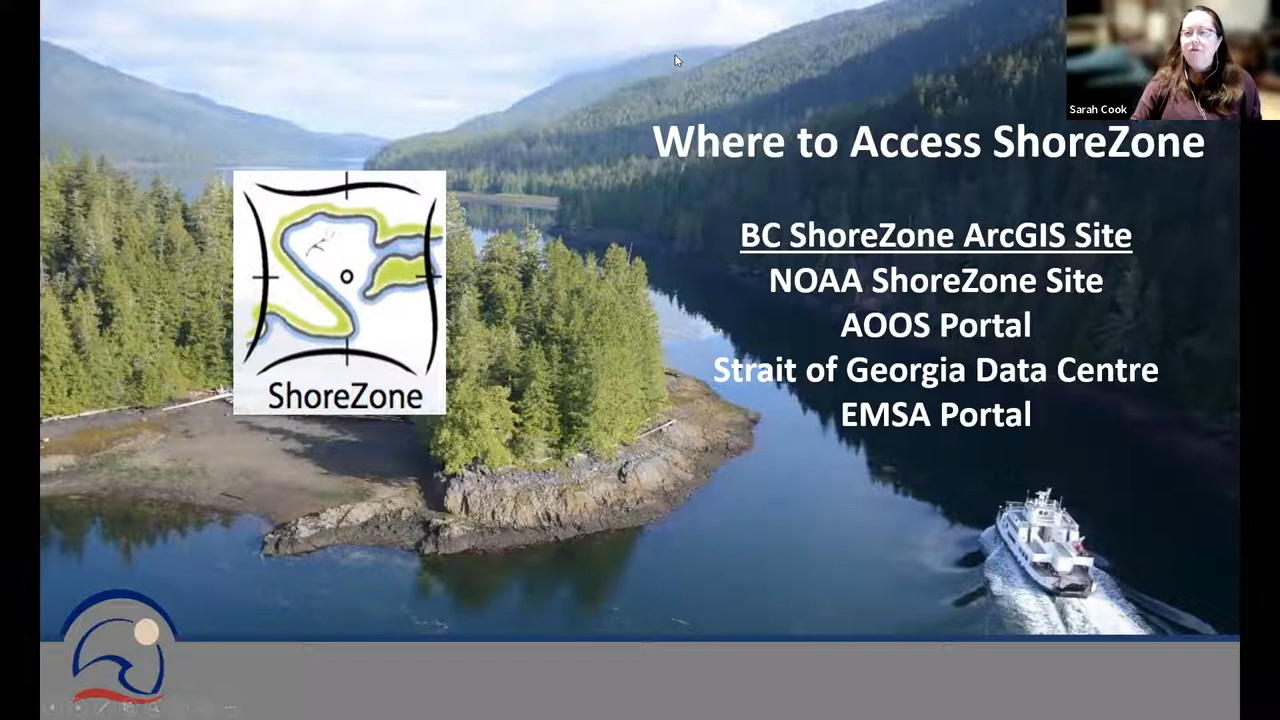 Sarah Cook
Where to Access ShoreZone
BC ShoreZone ArcGIS Site
NOAA ShoreZone Site
AOOS Portal
Strait of Georgia Data Centre
EMSA Portal
ShoreZone